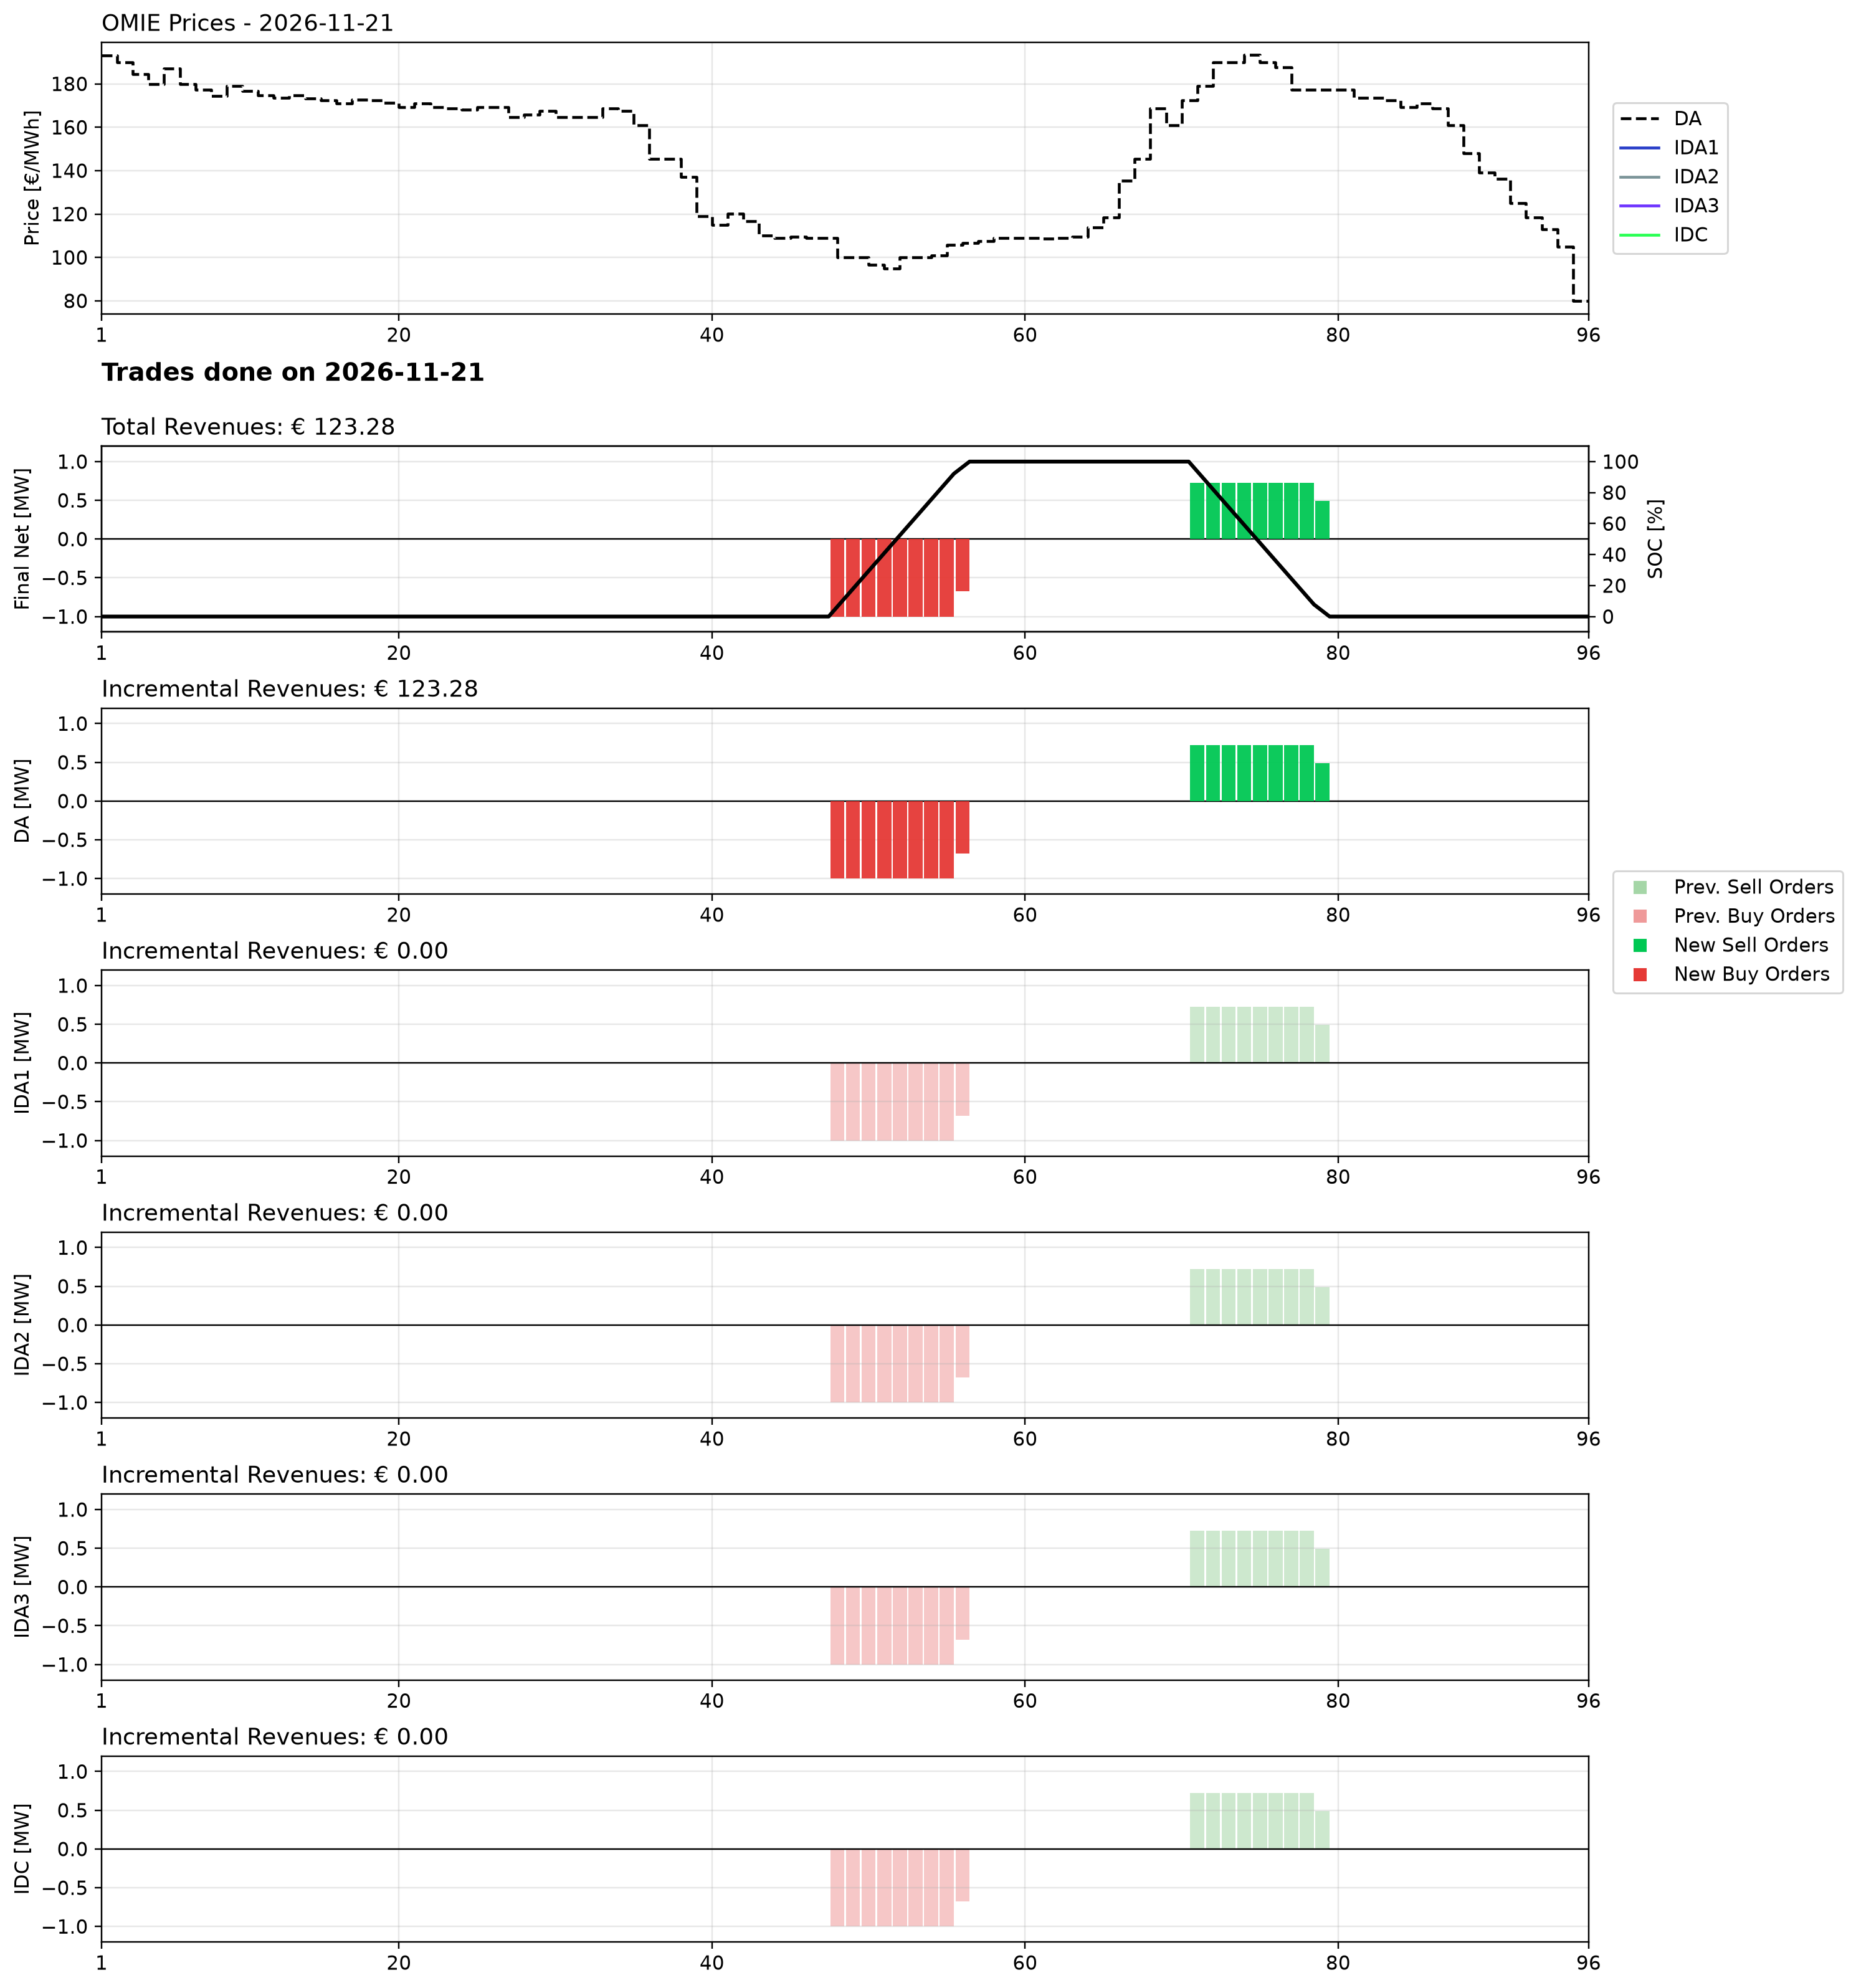 OMIE Prices - 2026-11-21
Price [€/MWh]
180
160
140
120
100
80
1 20 40 60 80 96
DA
IDA1
IDA2
IDA3
IDC
Trades done on 2026-11-21
Total Revenues: € 123.28
Final Net [MW]
1.0
0.5
0.0
−0.5
−1.0
100
80
60
40
20
0
SOC [%]
1 20 40 60 80 96
Incremental Revenues: € 123.28
DA [MW]
1.0
0.5
0.0
−0.5
−1.0
1 20 40 60 80 96
Prev. Sell Orders
Prev. Buy Orders
New Sell Orders
New Buy Orders
Incremental Revenues: € 0.00
IDA1 [MW]
1.0
0.5
0.0
−0.5
−1.0
1 20 40 60 80 96
Incremental Revenues: € 0.00
IDA2 [MW]
1.0
0.5
0.0
−0.5
−1.0
1 20 40 60 80 96
Incremental Revenues: € 0.00
IDA3 [MW]
1.0
0.5
0.0
−0.5
−1.0
1 20 40 60 80 96
Incremental Revenues: € 0.00
IDC [MW]
1.0
0.5
0.0
−0.5
−1.0
1 20 40 60 80 96